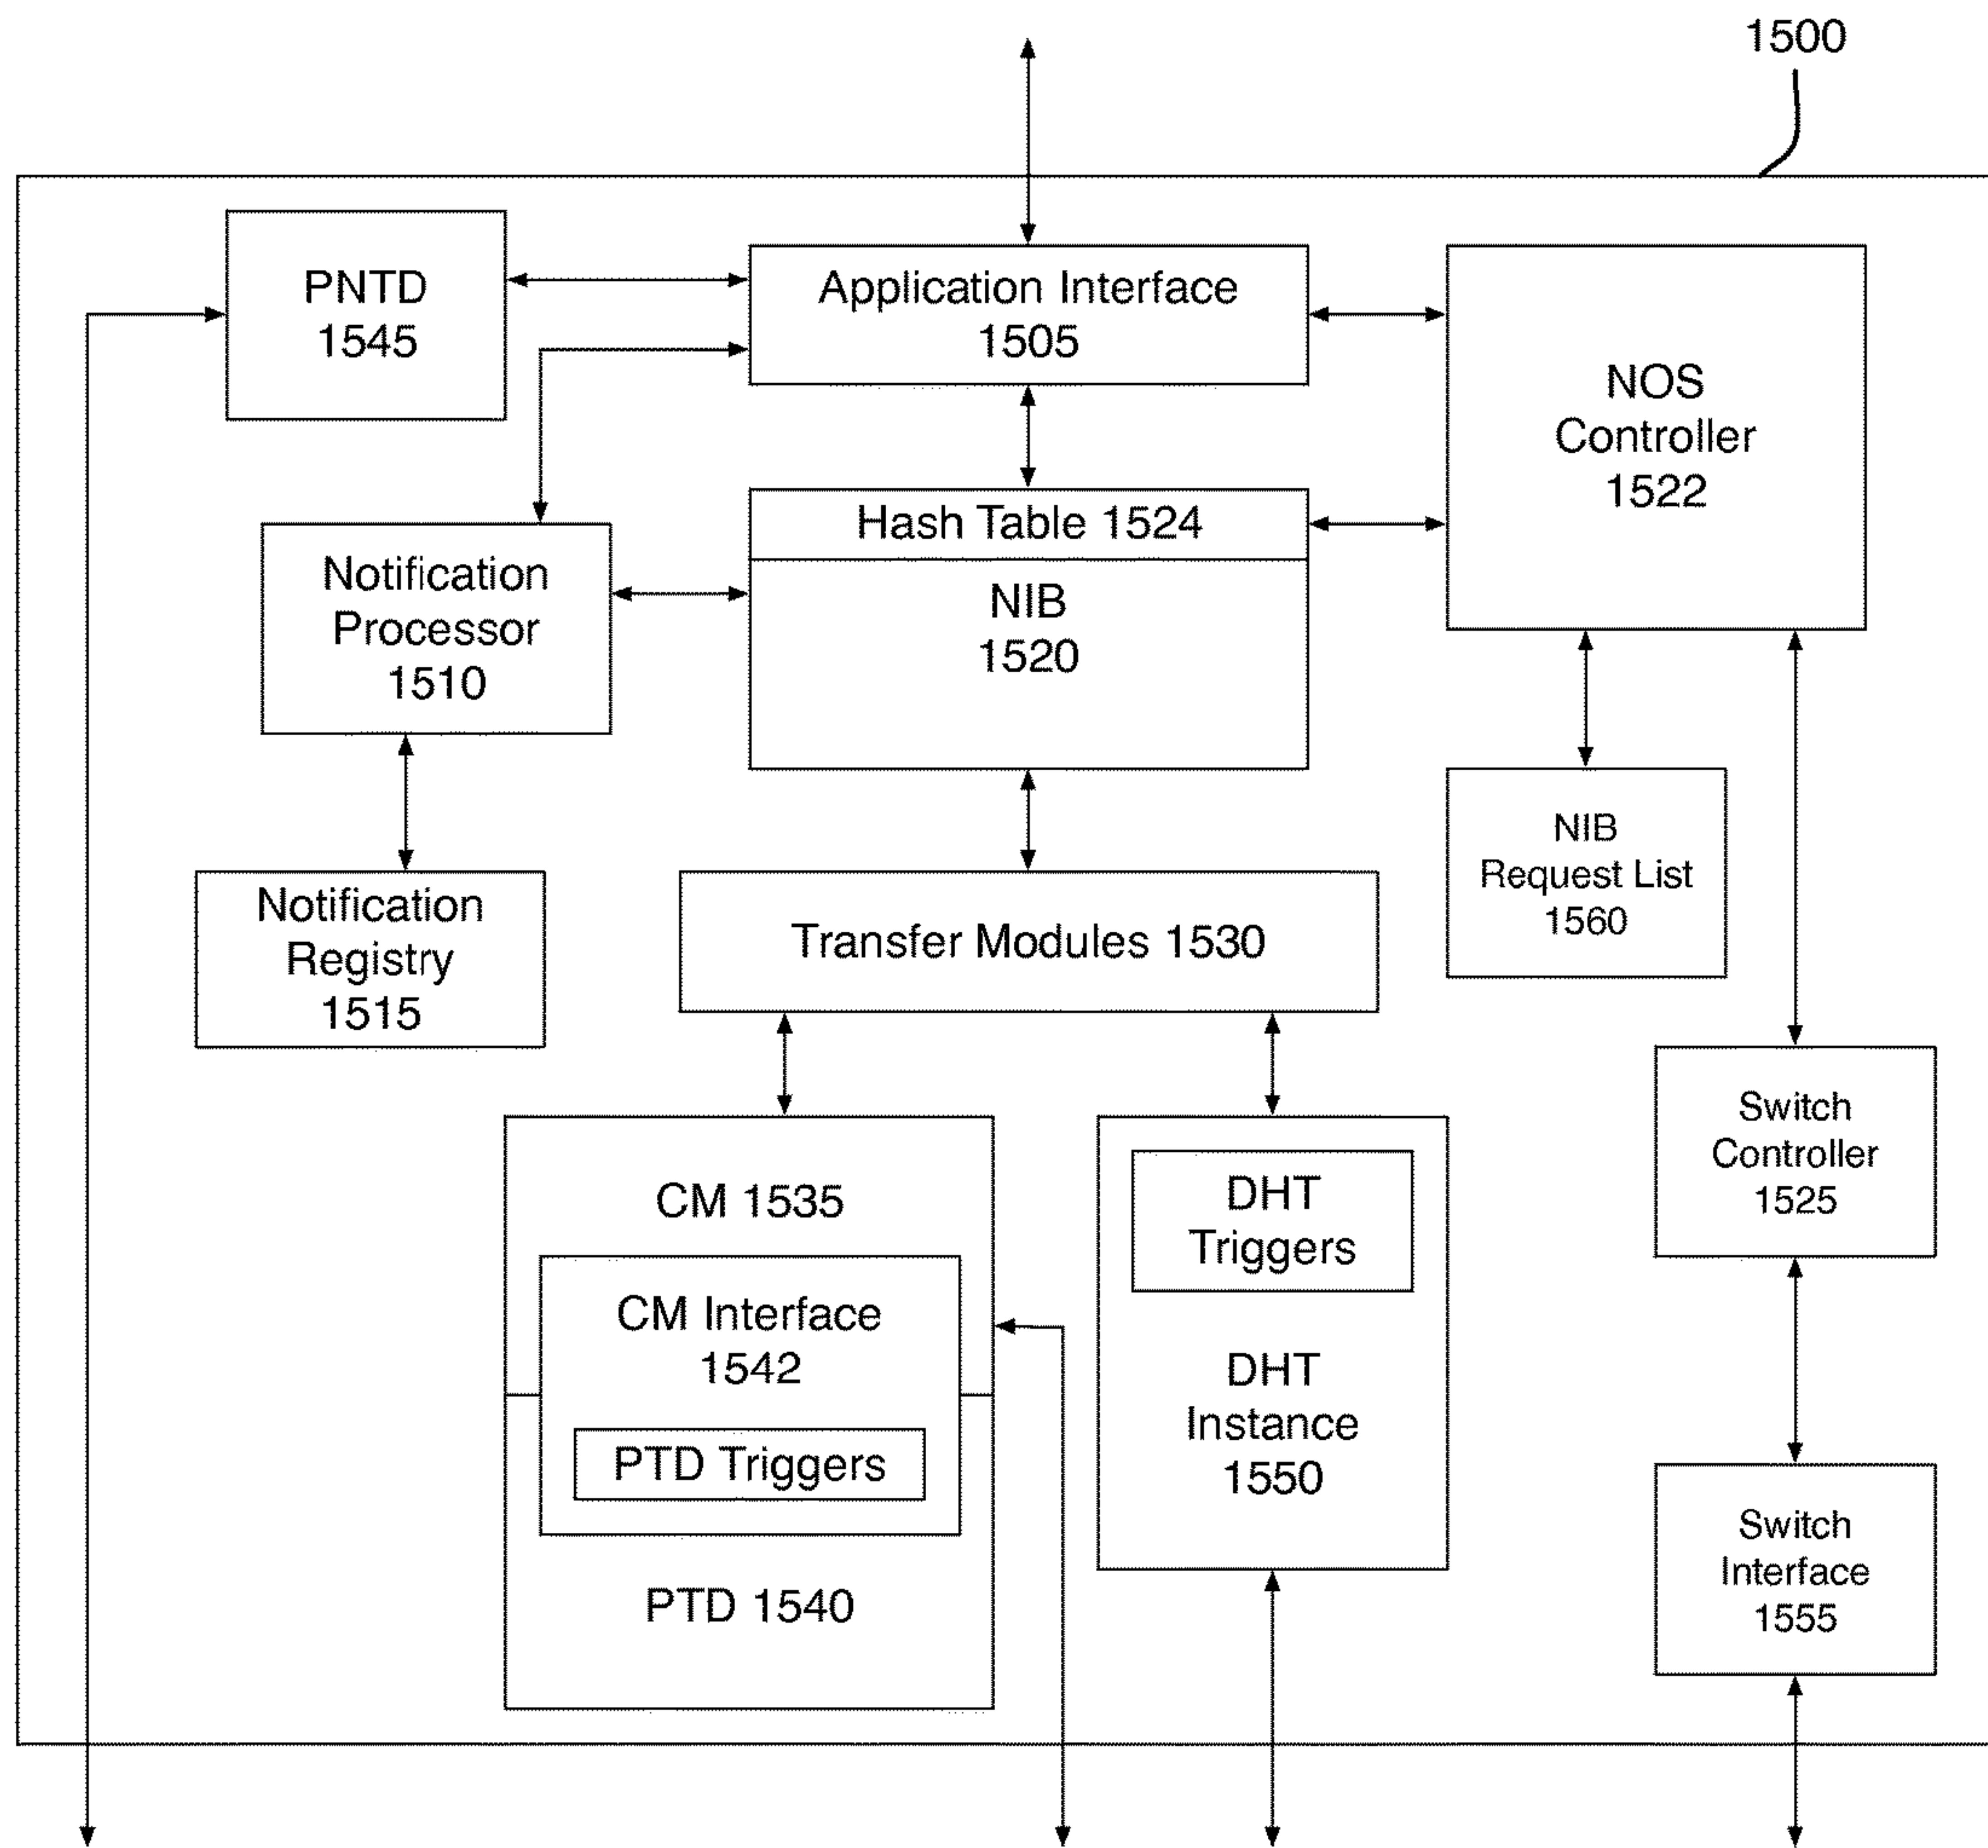 1500
PNTD
1545
Application Interface
1505
NOS
Controller
1522
Hash Table 1524
NIB
1520
Notification
Processor
1510
NIB
Request List
1560
Notification
Registry
1515
Transfer Modules 1530
Switch
Controller
1525
CM 1535
CM Interface
1542
PTD Triggers
PTD 1540
DHT
Triggers
DHT
Instance
1550
Switch
Interface
1555